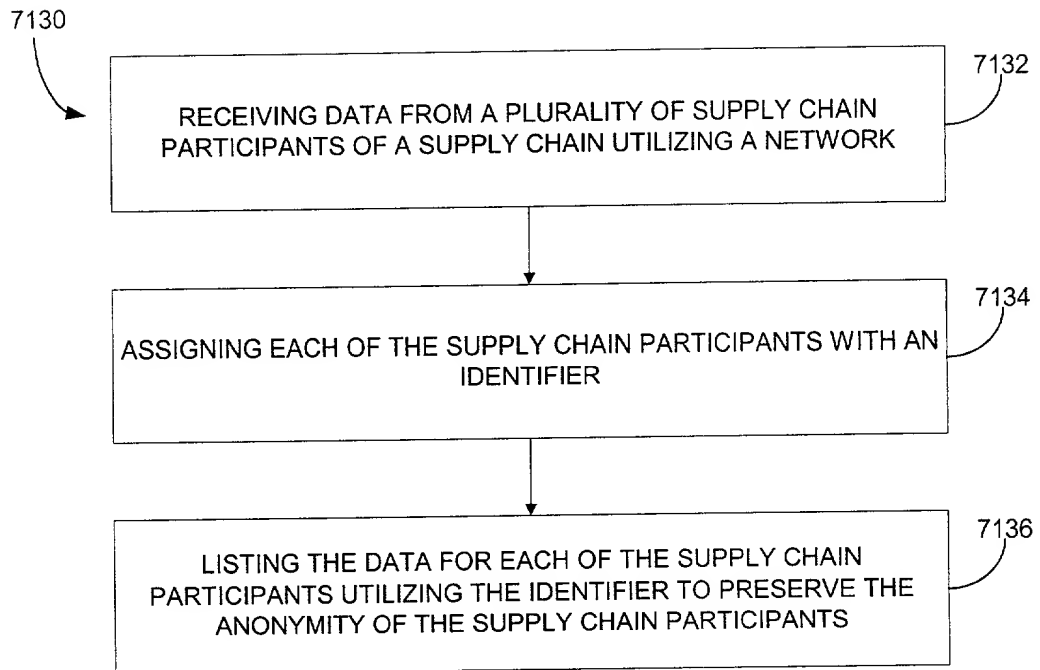 7130
7132
RECEIVING DATA FROM A PLURALITY OF SUPPLY CHAIN
PARTICIPANTS OF A SUPPLY CHAIN UTILIZING A NETWORK
7134
ASSIGNING EACH OF THE SUPPLY CHAIN PARTICIPANTS WITH AN
IDENTIFIER
7136
LISTING THE DATA FOR EACH OF THE SUPPLY CHAIN
PARTICIPANTS UTILIZING THE IDENTIFIER TO PRESERVE THE
ANONYMITY OF THE SUPPLY CHAIN PARTICIPANTS